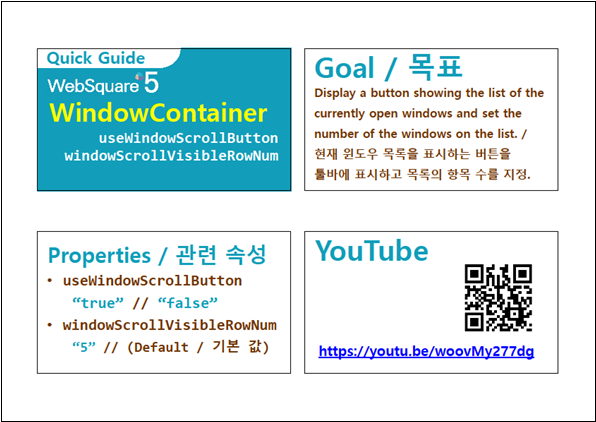 Quick Guide
WebSquare 5
WindowContainer
useWindowScrollButton
windowScrollVisibleRowNum
Goal / 목표
Display a button showing the list of the
currently open windows and set the
number of the windows on the list. /
현재 윈도우 목록을 표시하는 버튼을
툴바에 표시하고 목록의 항목 수를 지정.
Properties / 관련 속성
• useWindowScrollButton
“true” // “false”
• windowScrollVisibleRowNum
“5” // (Default / 기본 값)
YouTube
https://youtu.be/woovMy277dg